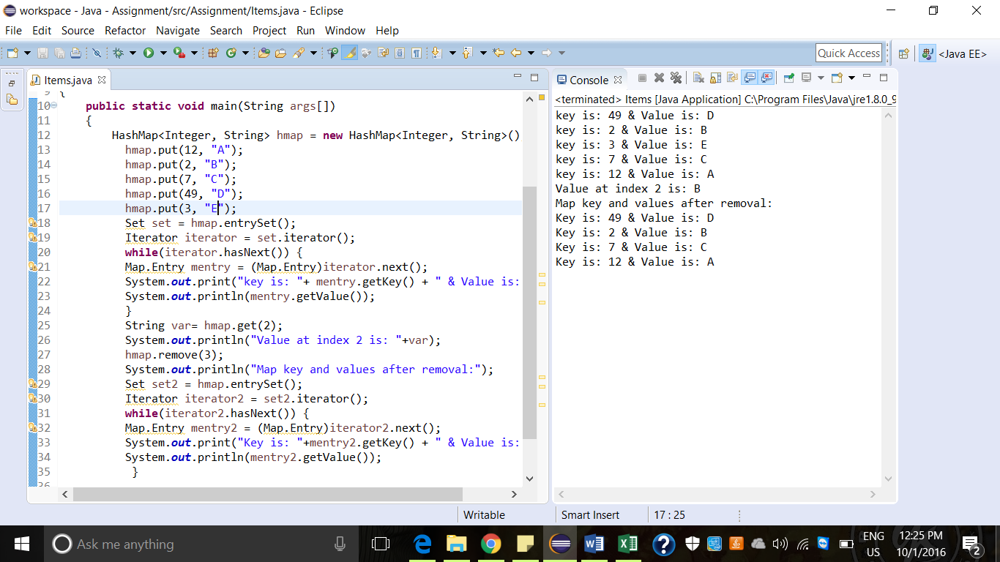 workspace - Java - Assignment/src/Assignment/Items.java - Eclipse
File Edit Source Refactor Navigate Search Project Run Window Help
Quick Access
<Java EE>
Items.java
9 {
10 public static void main(String args[])
11 {
12 HashMap<Integer, String> hmap = new HashMap<Integer, String>()
13 hmap.put(12, "A");
14 hmap.put(2, "B");
15 hmap.put(7, "C");
16 hmap.put(49, "D");
17 hmap.put(3, "E");
18 Set set = hmap.entrySet();
19 Iterator iterator = set.iterator();
20 while(iterator.hasNext()) {
21 Map.Entry mentry = (Map.Entry)iterator.next();
22 System.out.print("key is: "+ mentry.getKey() + " & Value is:
23 System.out.println(mentry.getValue());
24 }
25 String var= hmap.get(2);
26 System.out.println("Value at index 2 is: "+var);
27 hmap.remove(3);
28 System.out.println("Map key and values after removal:");
29 Set set2 = hmap.entrySet();
30 Iterator iterator2 = set2.iterator();
31 while(iterator2.hasNext()) {
32 Map.Entry mentry2 = (Map.Entry)iterator2.next();
33 System.out.print("Key is: "+mentry2.getKey() + " & Value is:
34 System.out.println(mentry2.getValue());
35 }
36
Console
<terminated> Items [Java Application] C:\Program Files\Java\jre1.8.0_9
key is: 49 & Value is: D
key is: 2 & Value is: B
key is: 3 & Value is: E
key is: 7 & Value is: C
key is: 12 & Value is: A
Value at index 2 is: B
Map key and values after removal:
Key is: 49 & Value is: D
Key is: 2 & Value is: B
Key is: 7 & Value is: C
Key is: 12 & Value is: A
Writable Smart Insert 17 : 25
Ask me anything
ENG
US
12:25 PM
10/1/2016
2